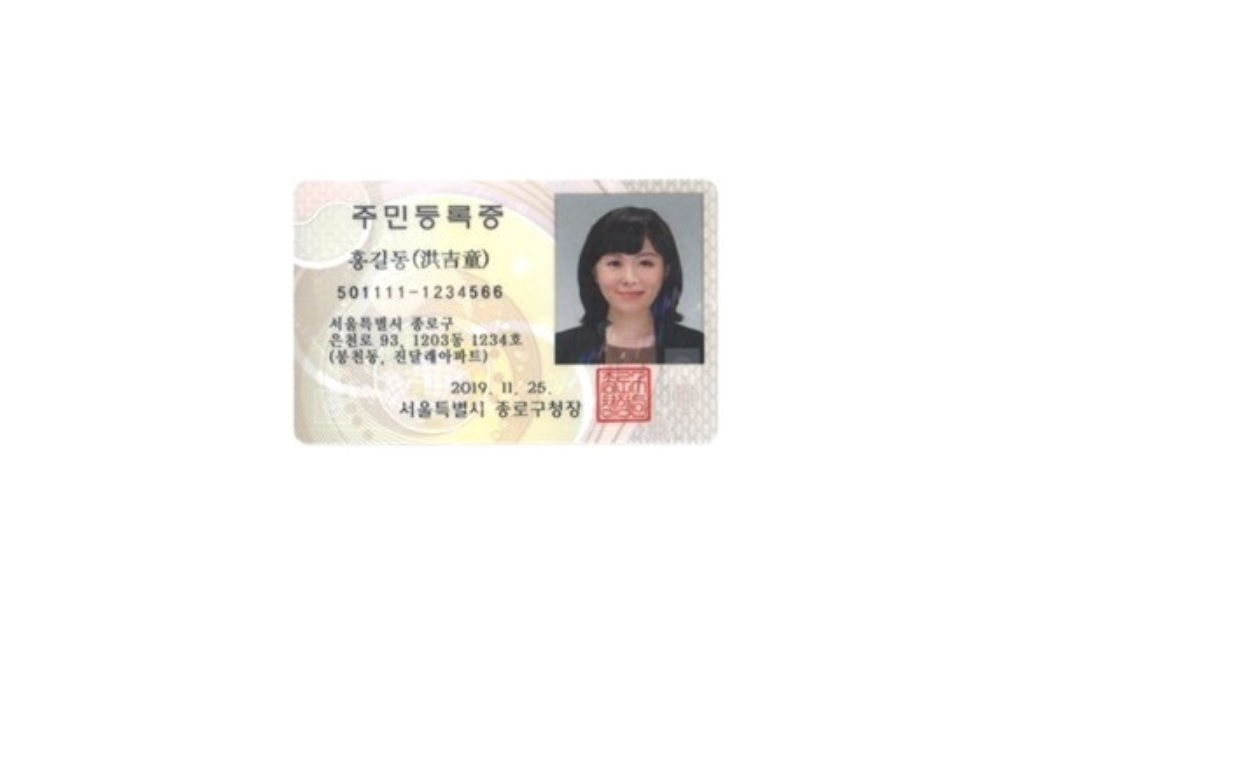 주민등록증
홍길동(洪吉童)
501111-1234566
서울특별시 종로구
은천로 93, 1203동 1234호
(봉천동, 진달래아파트)
2019. 11. 25.
서울특별시 종로구청장